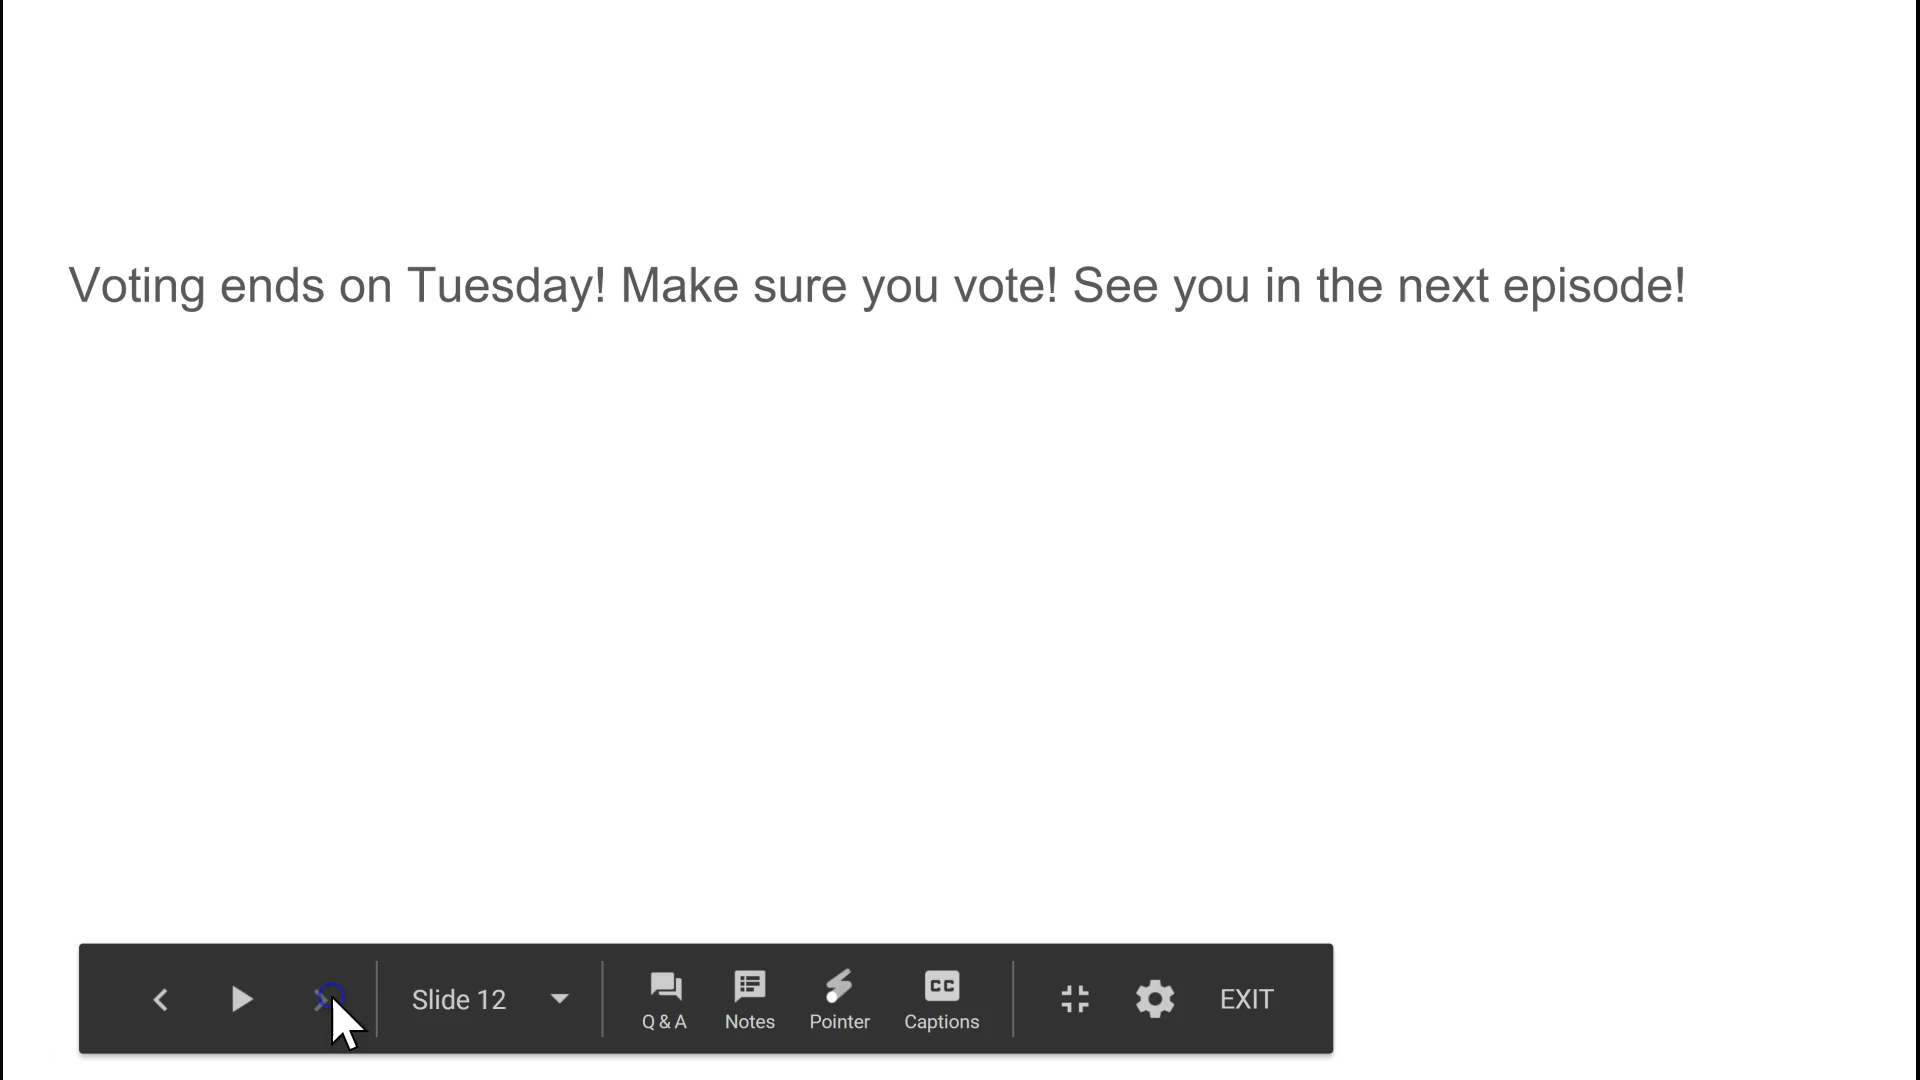 Voting ends on Tuesday! Make sure you vote! See you in the next episode!
Slide 12
Q & A
Notes
Pointer
CC
Captions
EXIT